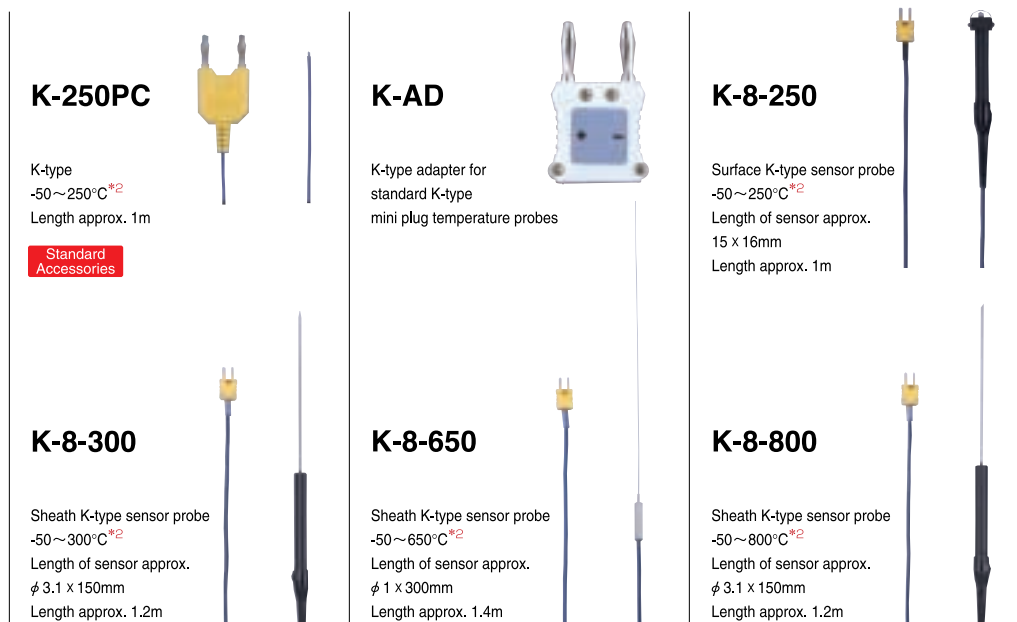 K-250PC
K-type
-50～250°C*2
Length approx. 1m
Standard
Accessories
K-AD
K-type adapter for
standard K-type
mini plug temperature probes
K-8-250
Surface K-type sensor probe
-50～250°C*2
Length of sensor approx.
15 x 16mm
Length approx. 1m
K-8-300
Sheath K-type sensor probe
-50～300°C*2
Length of sensor approx.
φ 3.1 x 150mm
Length approx. 1.2m
K-8-650
Sheath K-type sensor probe
-50～650°C*2
Length of sensor approx.
φ 1 x 300mm
Length approx. 1.4m
K-8-800
Sheath K-type sensor probe
-50～800°C*2
Length of sensor approx.
φ 3.1 x 150mm
Length approx. 1.2m